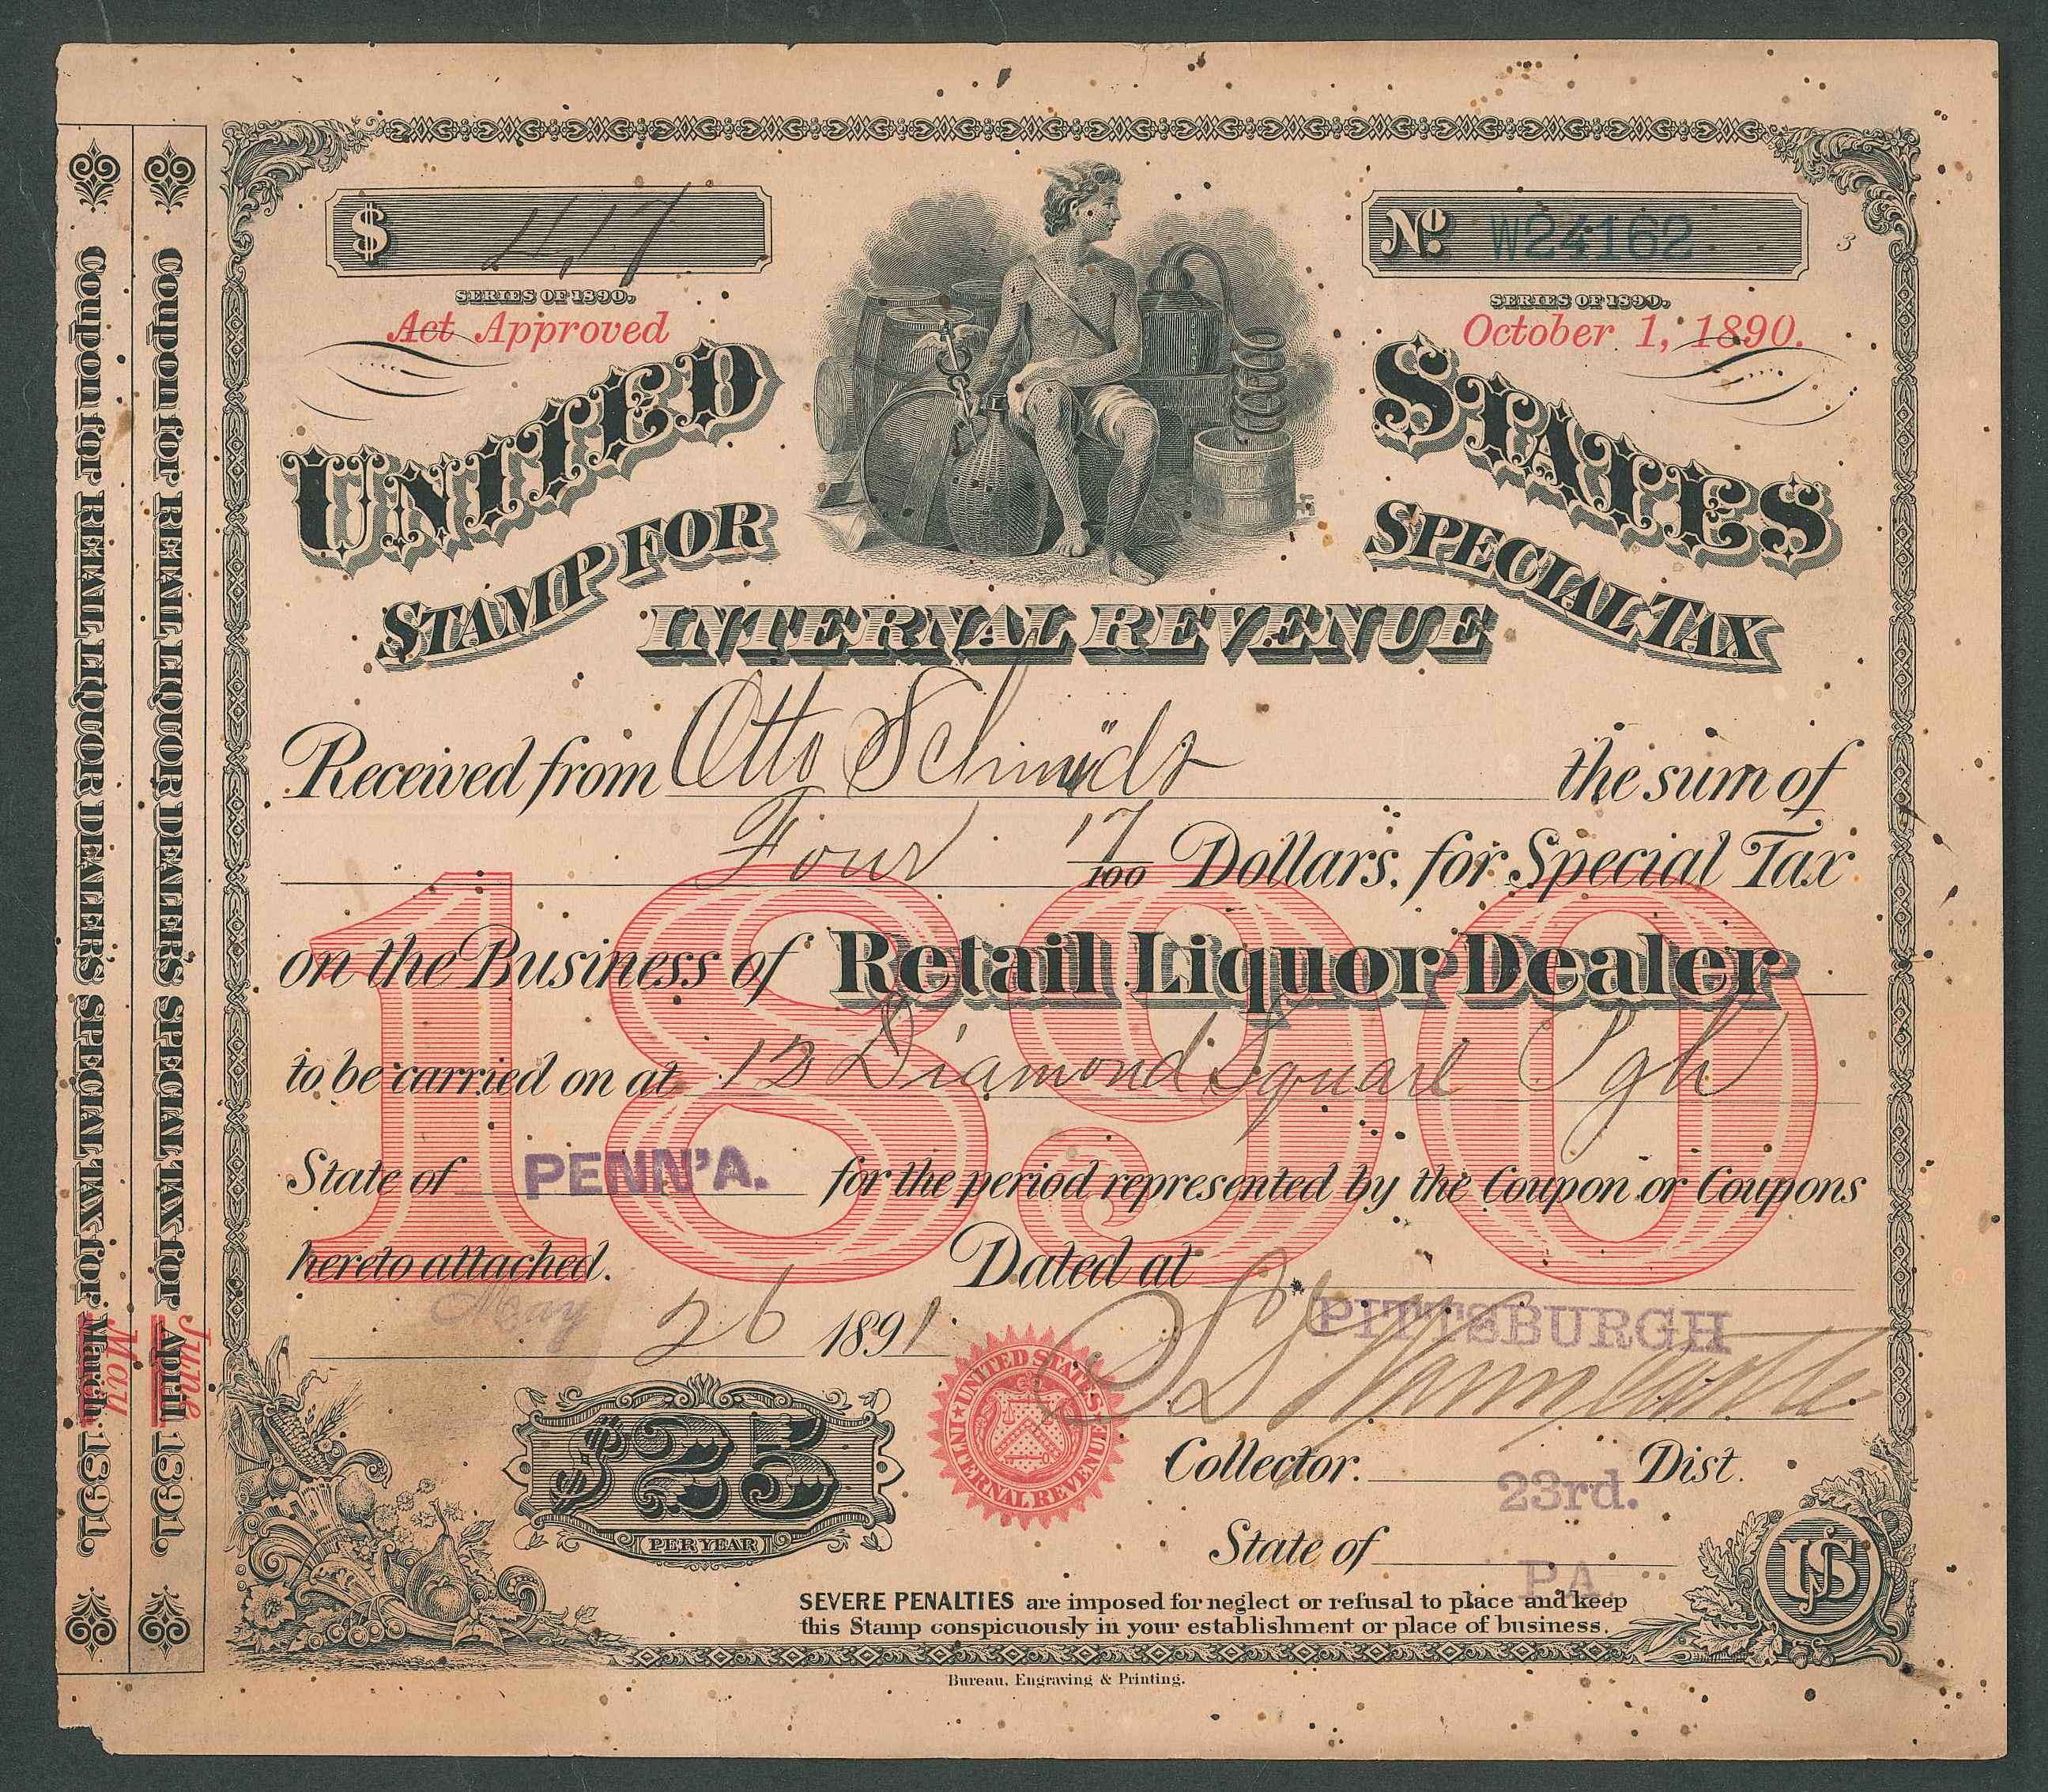 $ 4.17
No. W24162
SERIES OF 1890.
SERIES OF 1890.
Act Approved
October 1, 1890.
UNITED STATES
STAMP FOR SPECIAL TAX
INTERNAL REVENUE
Received from Otto Schmidt the sum of
Four 17/100 Dollars, for Special Tax
on the Business of Retail Liquor Dealer
to be carried on at 12 Diamond Square Pgh
State of PENN'A. for the period represented by the Coupon or Coupons
hereto attached. Dated at
PITTSBURGH
May 26 1891
1890
$25
PER YEAR
UNITED STATES INTERNAL REVENUE
Collector. 23rd. Dist.
State of PA.
US
SEVERE PENALTIES are imposed for neglect or refusal to place and keep
this Stamp conspicuously in your establishment or place of business.
Bureau, Engraving & Printing.
Coupon for RETAIL LIQUOR DEALER'S SPECIAL TAX for April June 1891.
Coupon for RETAIL LIQUOR DEALER'S SPECIAL TAX for March May 1891.
3